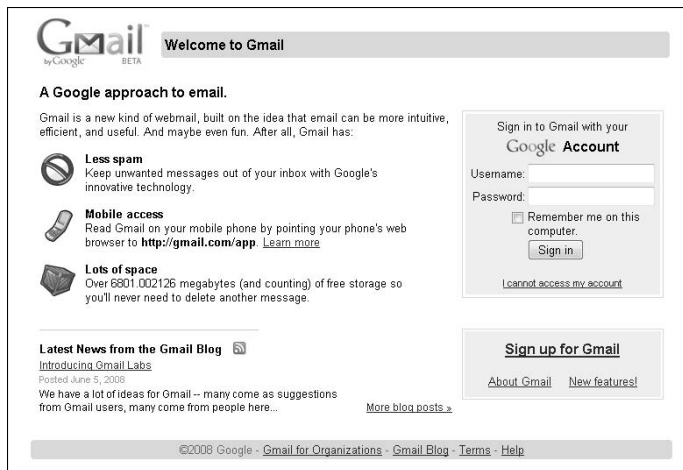 Gmail
by Google BETA
Welcome to Gmail
A Google approach to email.
Gmail is a new kind of webmail, built on the idea that email can be more intuitive,
efficient, and useful. And maybe even fun. After all, Gmail has:
Less spam
Keep unwanted messages out of your inbox with Google's
innovative technology.
Mobile access
Read Gmail on your mobile phone by pointing your phone's web
browser to http://gmail.com/app. Learn more
Lots of space
Over 6801.002126 megabytes (and counting) of free storage so
you'll never need to delete another message.
Latest News from the Gmail Blog
Introducing Gmail Labs
Posted June 5, 2008
We have a lot of ideas for Gmail -- many come as suggestions
from Gmail users, many come from people here...
More blog posts »
Sign in to Gmail with your
Google Account
Username:
Password:
Remember me on this
computer.
Sign in
I cannot access my account
Sign up for Gmail
About Gmail New features!
©2008 Google - Gmail for Organizations - Gmail Blog - Terms - Help